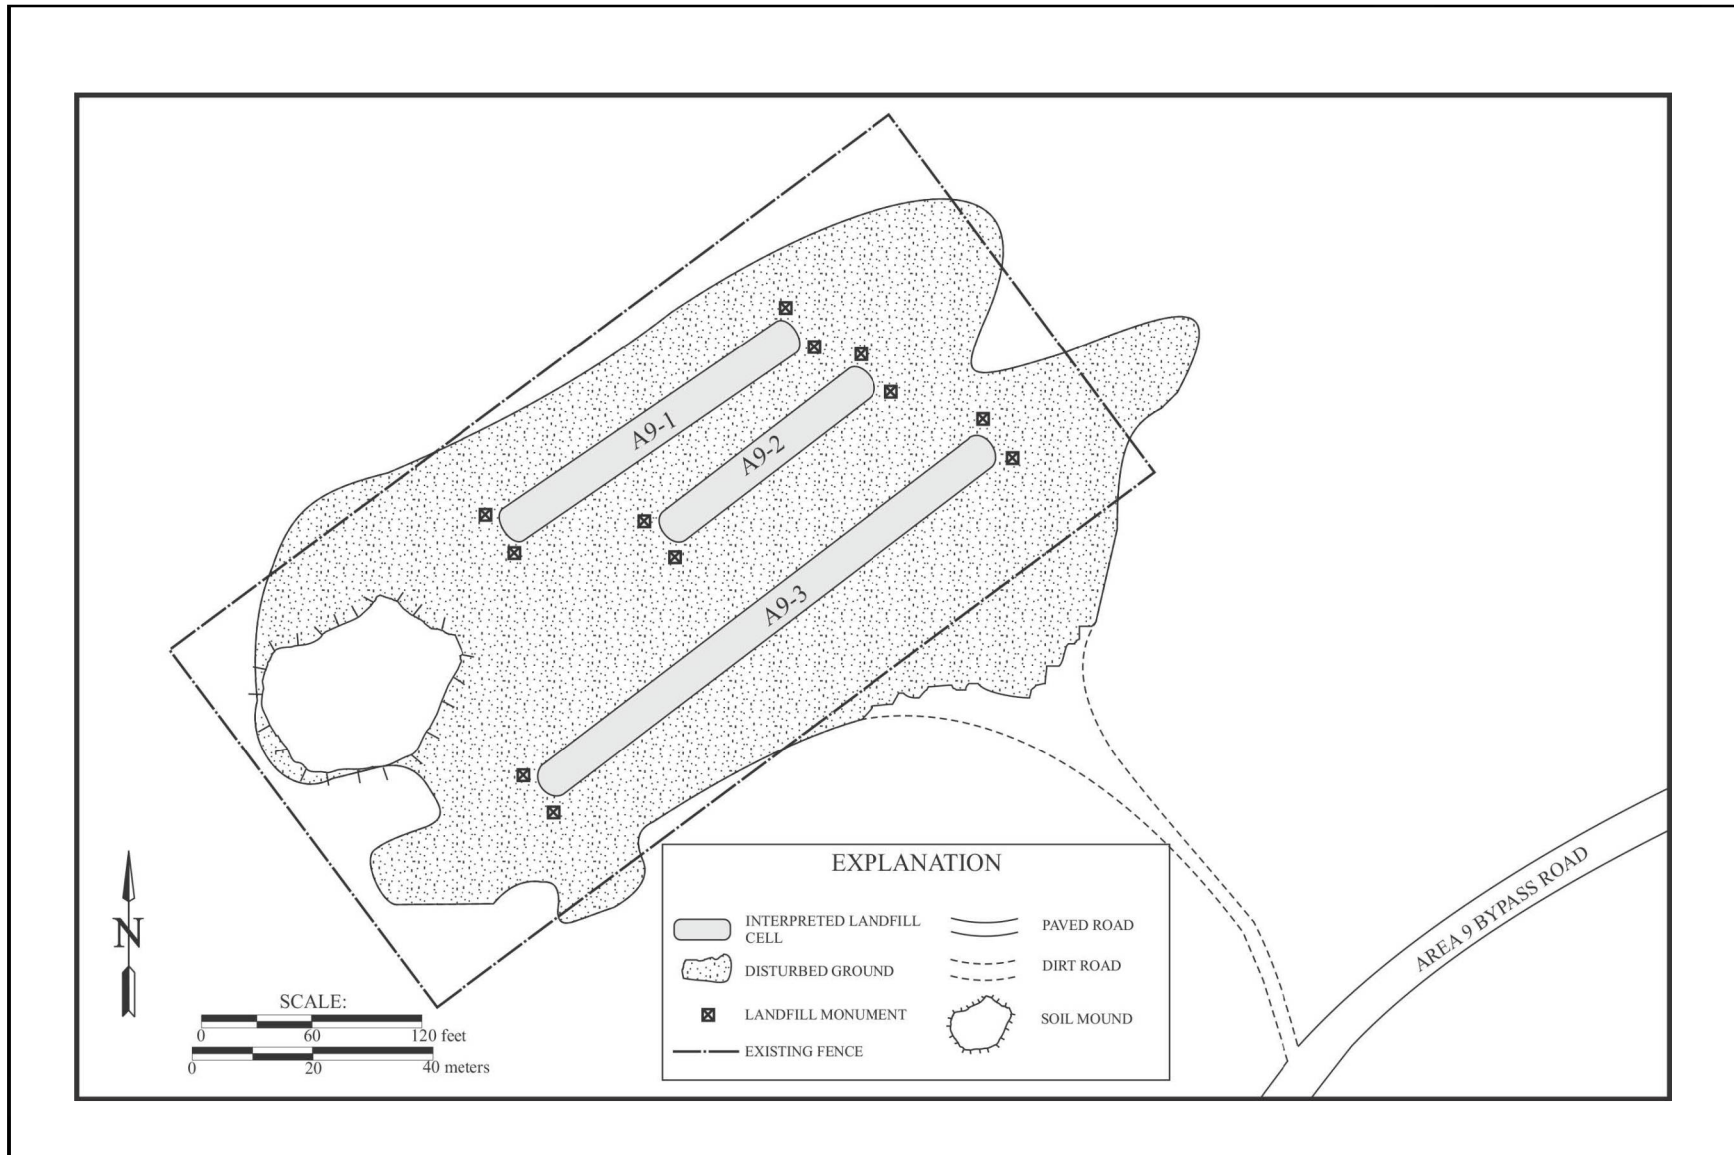 A9-1
A9-2
A9-3
N
SCALE:
0 60 120 feet
0 20 40 meters
EXPLANATION
INTERPRETED LANDFILL
CELL
DISTURBED GROUND
LANDFILL MONUMENT
EXISTING FENCE
PAVED ROAD
DIRT ROAD
SOIL MOUND
AREA 9 BYPASS ROAD